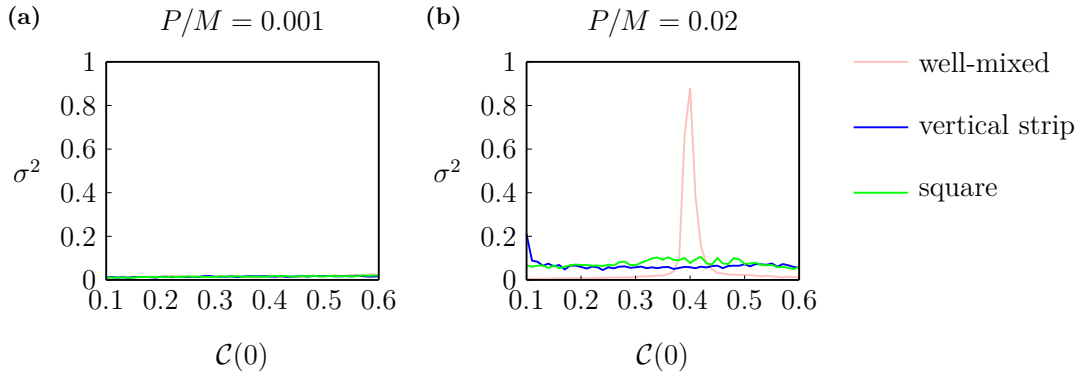 (a) P/M = 0.001
(b) P/M = 0.02
1
0.8
0.6
σ² 0.4
0.2
0
0.1 0.2 0.3 0.4 0.5 0.6
C(0)
1
0.8
0.6
σ² 0.4
0.2
0
0.1 0.2 0.3 0.4 0.5 0.6
C(0)
well-mixed
vertical strip
square